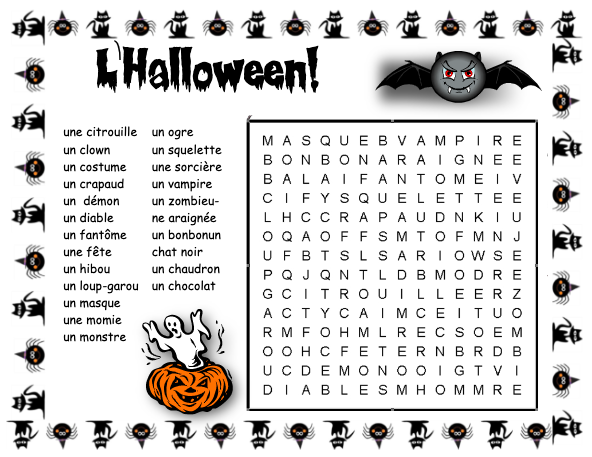 L'Halloween!
une citrouille
un clown
un costume
un crapaud
un démon
un diable
un fantôme
une fête
un hibou
un loup-garou
un masque
une momie
un monstre
un ogre
un squelette
une sorcière
un vampire
un zombieu-
ne araignée
un bonbonun
chat noir
un chaudron
un chocolat
M A S Q U E B V A M P I R E
B O N B O N A R A I G N E E
B A L A I F A N T O M E I V
C I F Y S Q U E L E T T E E
L H C C R A P A U D N K I U
O Q A O F F S M T O F M N J
U F B T S L S A R I O W S E
P Q J Q N T L D B M O D R E
G C I T R O U I L L E E R Z
A C T Y C A I M C E I T U O
R M F O H M L R E C S O E M
O O H C F E T E R N B R D B
U C D E M O N O O I G T V I
D I A B L E S M H O M M R E